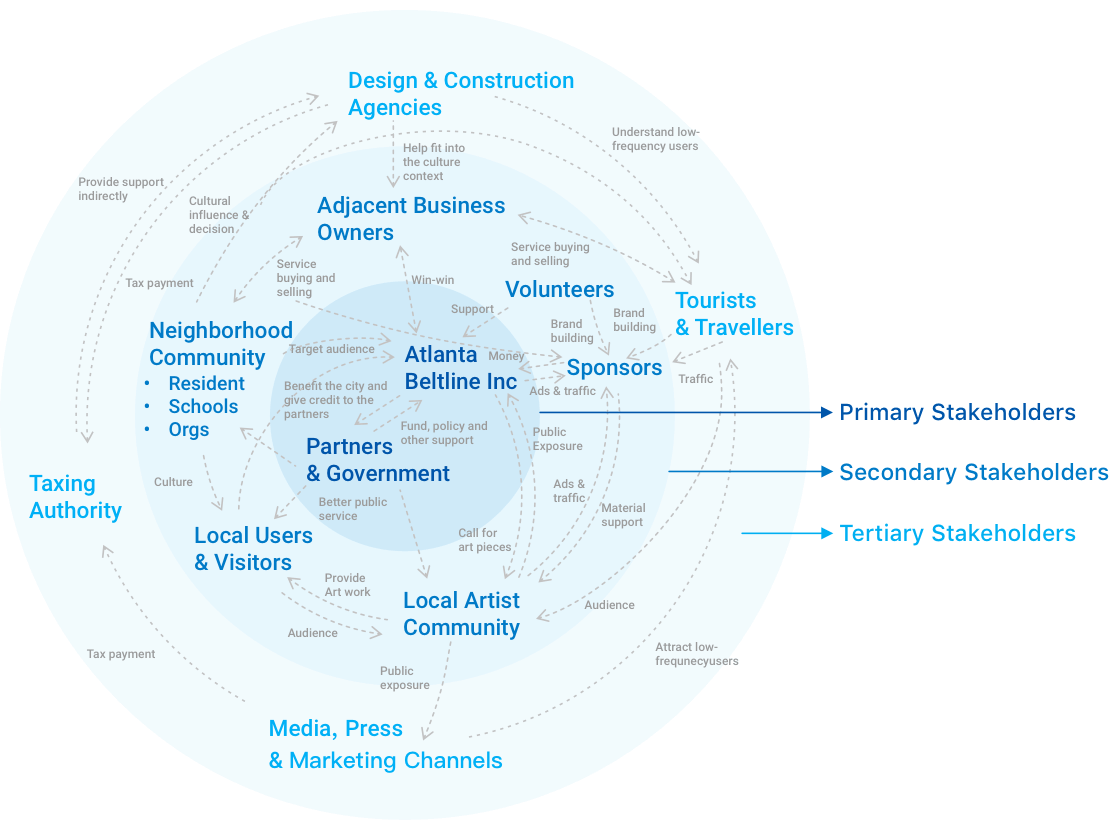 Design & Construction
Agencies
Understand low-
frequency users
Help fit into
the culture
context
Provide support
indirectly
Cultural
influence &
decision
Adjacent Business
Owners
Service buying
and selling
Service
buying and
selling
Tax payment
Win-win
Volunteers
Support
Tourists
& Travellers
Brand
building
Brand
building
Neighborhood
Community
• Resident
• Schools
• Orgs
Target audience
Atlanta
Beltline Inc
Money
Sponsors
Ads & traffic
Traffic
Benefit the city and
give credit to the
partners
Fund, policy and
other support
Public
Exposure
Primary Stakeholders
Partners
& Government
Secondary Stakeholders
Taxing
Authority
Culture
Better public
service
Ads &
traffic
Material
support
Tertiary Stakeholders
Local Users
& Visitors
Call for
art pieces
Provide
Art work
Local Artist
Community
Audience
Audience
Tax payment
Public
exposure
Attract low-
frequnecyusers
Media, Press
& Marketing Channels